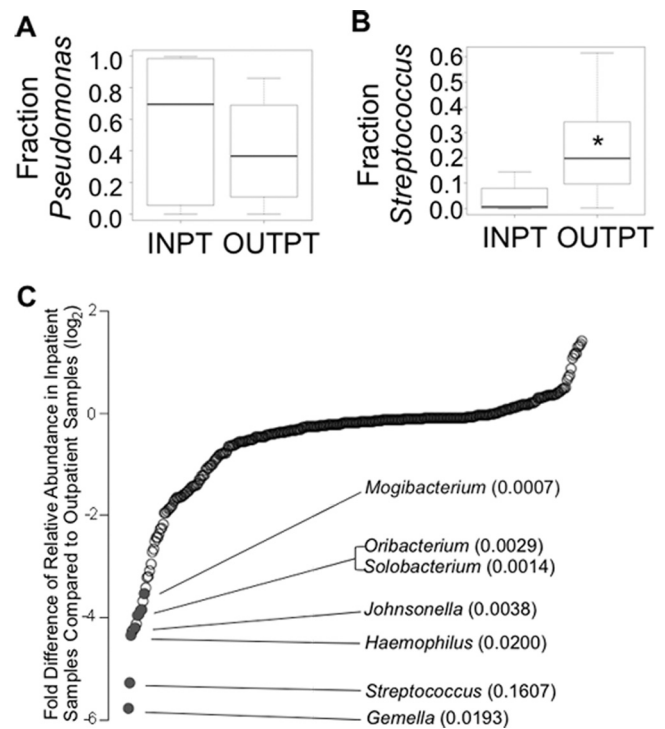 A
Fraction
Pseudomonas
1.0
0.8
0.6
0.4
0.2
0.0
INPT OUTPT
B
Fraction
Streptococcus
0.6
0.5
0.4
0.3
0.2
0.1
0.0
*
INPT OUTPT
C
Fold Difference of Relative Abundance in Inpatient
Samples Compared to Outpatient Samples (log2)
2
0
-2
-4
-6
Mogibacterium (0.0007)
Oribacterium (0.0029)
Solobacterium (0.0014)
Johnsonella (0.0038)
Haemophilus (0.0200)
Streptococcus (0.1607)
Gemella (0.0193)